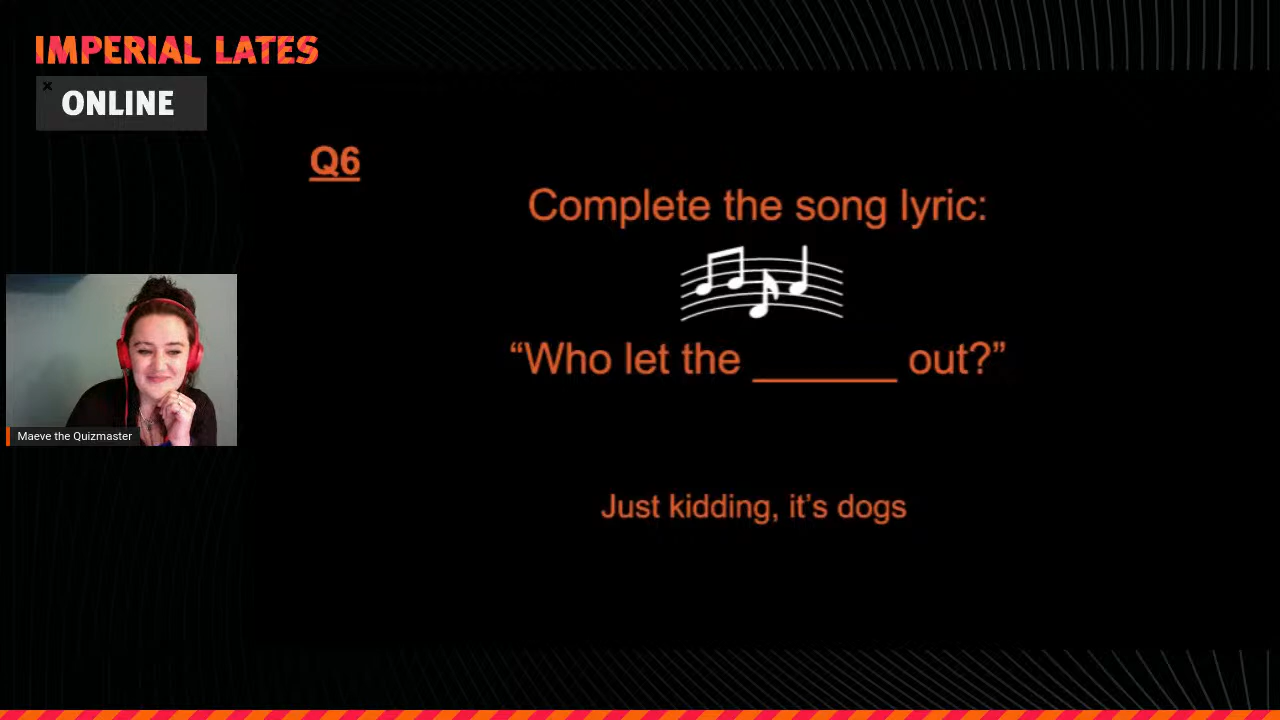 IMPERIAL LATES
ONLINE
Q6
Complete the song lyric:
“Who let the ______ out?”
Just kidding, it’s dogs
Maeve the Quizmaster